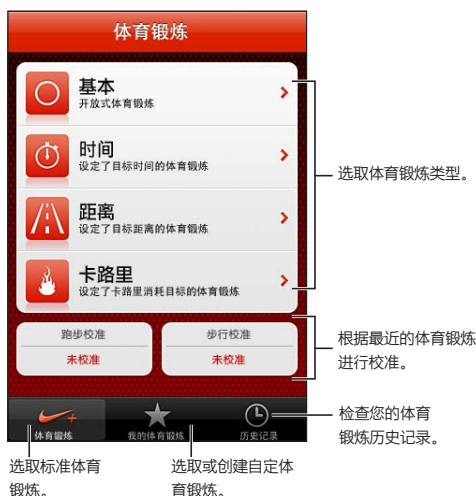 体育锻炼
基本
开放式体育锻炼
时间
设定了目标时间的体育锻炼
距离
设定了目标距离的体育锻炼
卡路里
设定了卡路里消耗目标的体育锻炼
选取体育锻炼类型。
跑步校准
未校准
步行校准
未校准
根据最近的体育锻炼
进行校准。
体育锻炼
我的体育锻炼
历史记录
检查您的体育
锻炼历史记录。
选取标准体育
锻炼。
选取或创建自定体
育锻炼。